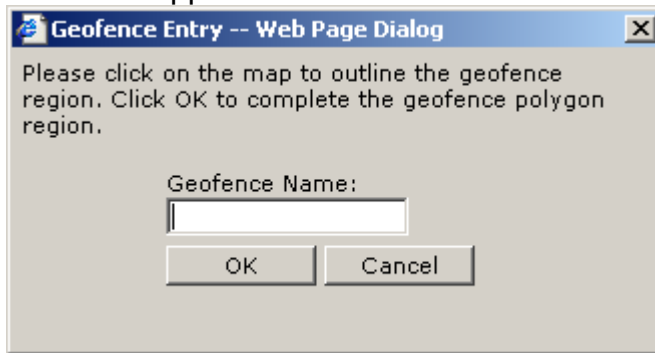 Geofence Entry -- Web Page Dialog
Please click on the map to outline the geofence
region. Click OK to complete the geofence polygon
region.
Geofence Name:
OK Cancel